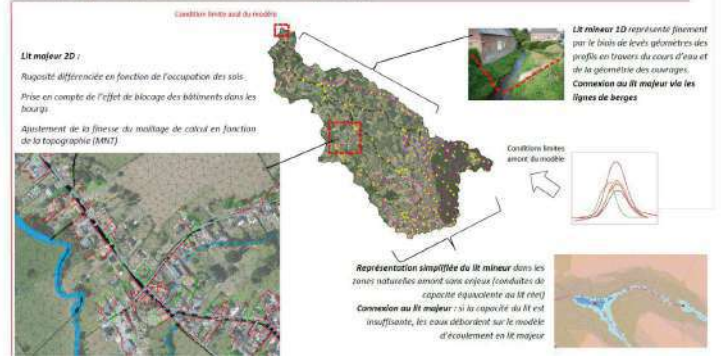 Condition limite aval du modèle
Lit majeur 2D :
Rugosité différenciée en fonction de l'occupation des sols
Prise en compte de l'effet de blocage des bâtiments dans les
bourgs
Ajustement de la finesse du maillage de calcul en fonction
de la topographie (MNT)
Lit mineur 1D représenté finement
par le biais de levés géomètres des
profils en travers du cours d'eau et
de la géométrie des ouvrages.
Connexion au lit majeur via les
lignes de berges
Conditions limites
amont du modèle
Représentation simplifiée du lit mineur dans les
zones naturelles amont sans enjeux (conduites de
capacité équivalente au lit réel)
Connexion au lit majeur : si la capacité du lit est
insuffisante, les eaux débordent sur le modèle
d'écoulement en lit majeur